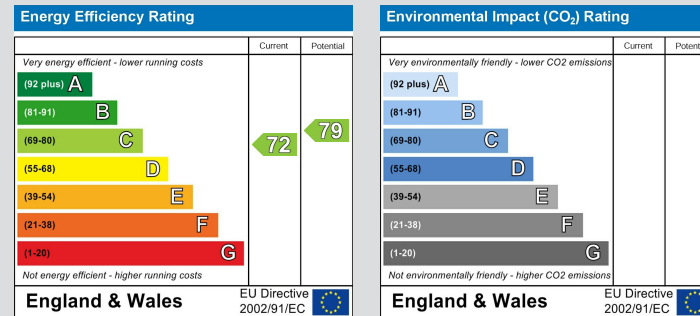 Energy Efficiency Rating
Current Potential
Very energy efficient - lower running costs
(92 plus) A
(81-91) B
(69-80) C
(55-68) D
(39-54) E
(21-38) F
(1-20) G
72
79
Not energy efficient - higher running costs
England & Wales
EU Directive
2002/91/EC
Environmental Impact (CO₂) Rating
Current Potent
Very environmentally friendly - lower CO2 emissions
(92 plus) A
(81-91) B
(69-80) C
(55-68) D
(39-54) E
(21-38) F
(1-20) G
Not environmentally friendly - higher CO2 emissions
England & Wales
EU Directive
2002/91/EC